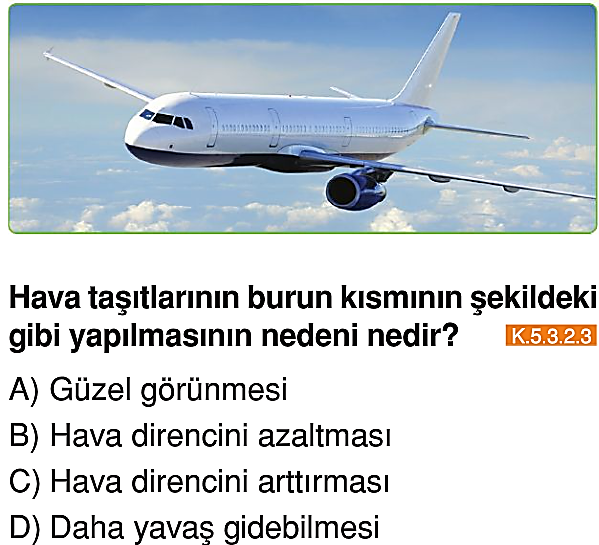 Hava taşıtlarının burun kısmının şekildeki
gibi yapılmasının nedeni nedir? K.5.3.2.3
A) Güzel görünmesi
B) Hava direncini azaltması
C) Hava direncini arttırması
D) Daha yavaş gidebilmesi